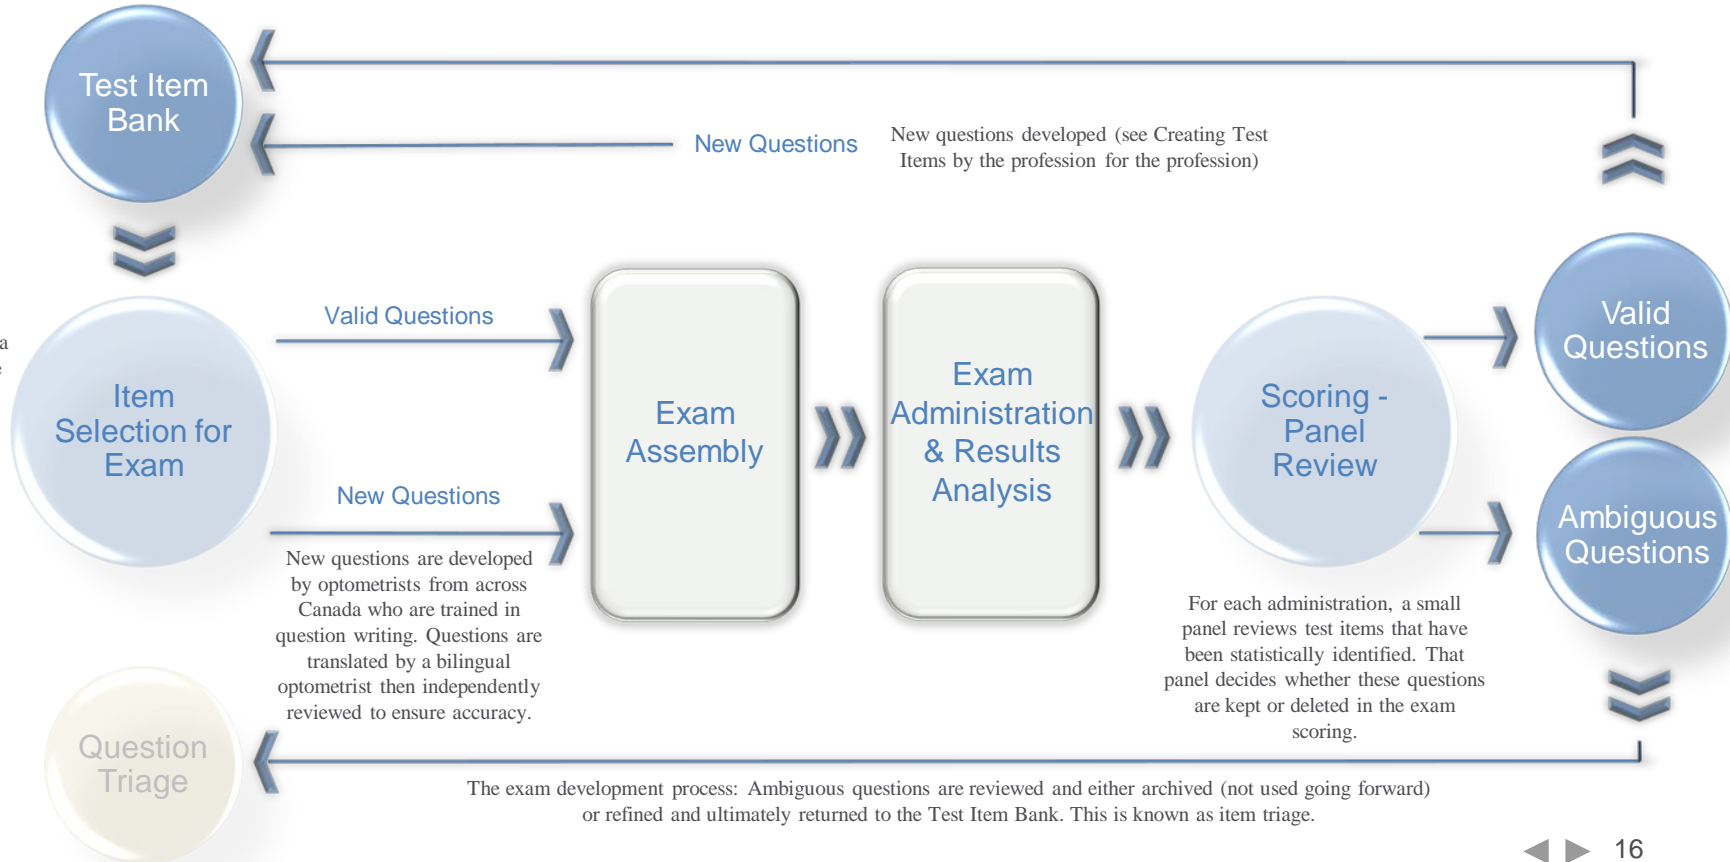 Test Item
Bank
New Questions
New questions developed (see Creating Test
Items by the profession for the profession)
a
Item
Selection for
Exam
Valid Questions
New Questions
New questions are developed
by optometrists from across
Canada who are trained in
question writing. Questions are
translated by a bilingual
optometrist then independently
reviewed to ensure accuracy.
Exam
Assembly
Exam
Administration
& Results
Analysis
Scoring -
Panel
Review
For each administration, a small
panel reviews test items that have
been statistically identified. That
panel decides whether these questions
are kept or deleted in the exam
scoring.
Valid
Questions
Ambiguous
Questions
Question
Triage
The exam development process: Ambiguous questions are reviewed and either archived (not used going forward)
or refined and ultimately returned to the Test Item Bank. This is known as item triage.
16